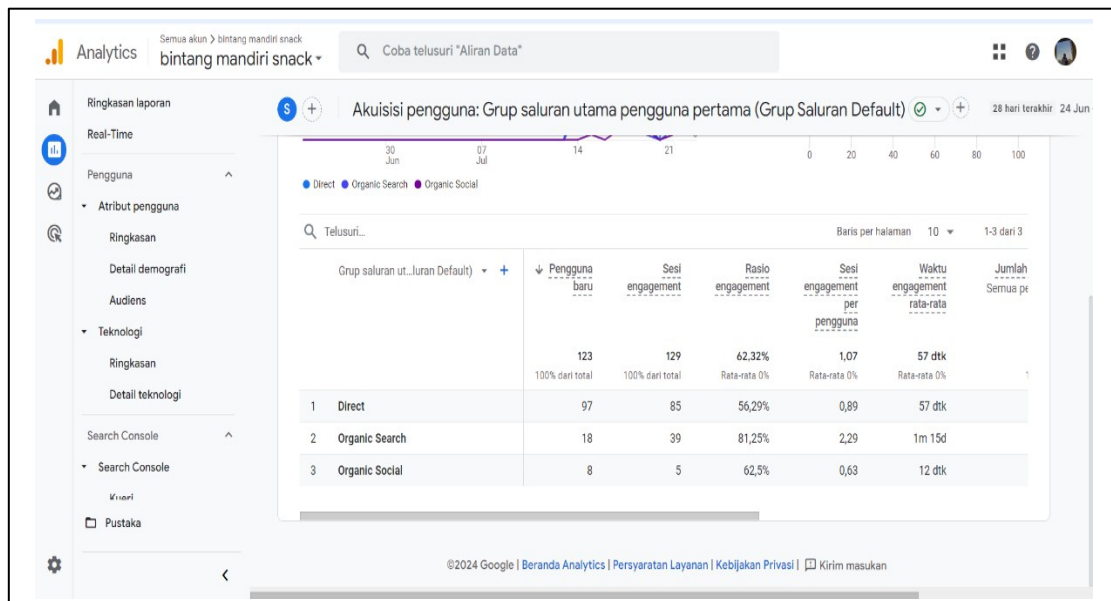 Analytics
Semua akun > bintang mandiri snack
bintang mandiri snack
Coba telusuri "Aliran Data"
Ringkasan laporan
Real-Time
Pengguna
Atribut pengguna
Ringkasan
Detail demografi
Audiens
Teknologi
Ringkasan
Detail teknologi
Search Console
Search Console
Kueri
Pustaka
S
Akuisisi pengguna: Grup saluran utama pengguna pertama (Grup Saluran Default)
28 hari terakhir 24 Jun
30 Jun
07 Jul
14
21
0 20 40 60 80 100
Direct Organic Search Organic Social
Telusuri...
Baris per halaman 10 1-3 dari 3
Grup saluran ut...luran Default)
Pengguna baru
Sesi engagement
Rasio engagement
Sesi engagement per pengguna
Waktu engagement rata-rata
Jumlah
Semua
123 129 62,32% 1,07 57 dtk
100% dari total 100% dari total Rata-rata 0% Rata-rata 0% Rata-rata 0%
1 Direct 97 85 56,29% 0,89 57 dtk
2 Organic Search 18 39 81,25% 2,29 1m 15d
3 Organic Social 8 5 62,5% 0,63 12 dtk
©2024 Google | Beranda Analytics | Persyaratan Layanan | Kebijakan Privasi | Kirim masukan